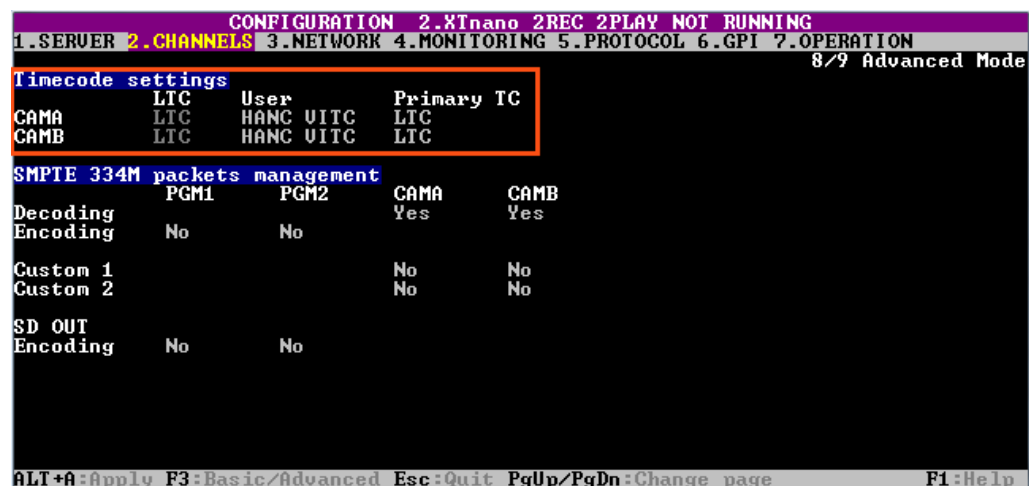 CONFIGURATION 2.XTnano 2REC 2PLAY NOT RUNNING
1.SERVER 2.CHANNELS 3.NETWORK 4.MONITORING 5.PROTOCOL 6.GPI 7.OPERATION
8/9 Advanced Mode
Timecode settings
LTC User Primary TC
CAMA LTC HANC VITC LTC
CAMB LTC HANC VITC LTC
SMPTE 334M packets management
PGM1 PGM2 CAMA CAMB
Decoding Yes Yes
Encoding No No
Custom 1 No No
Custom 2 No No
SD OUT
Encoding No No
ALT+A:Apply F3:Basic/Advanced Esc:Quit PgUp/PgDn:Change page F1:Help